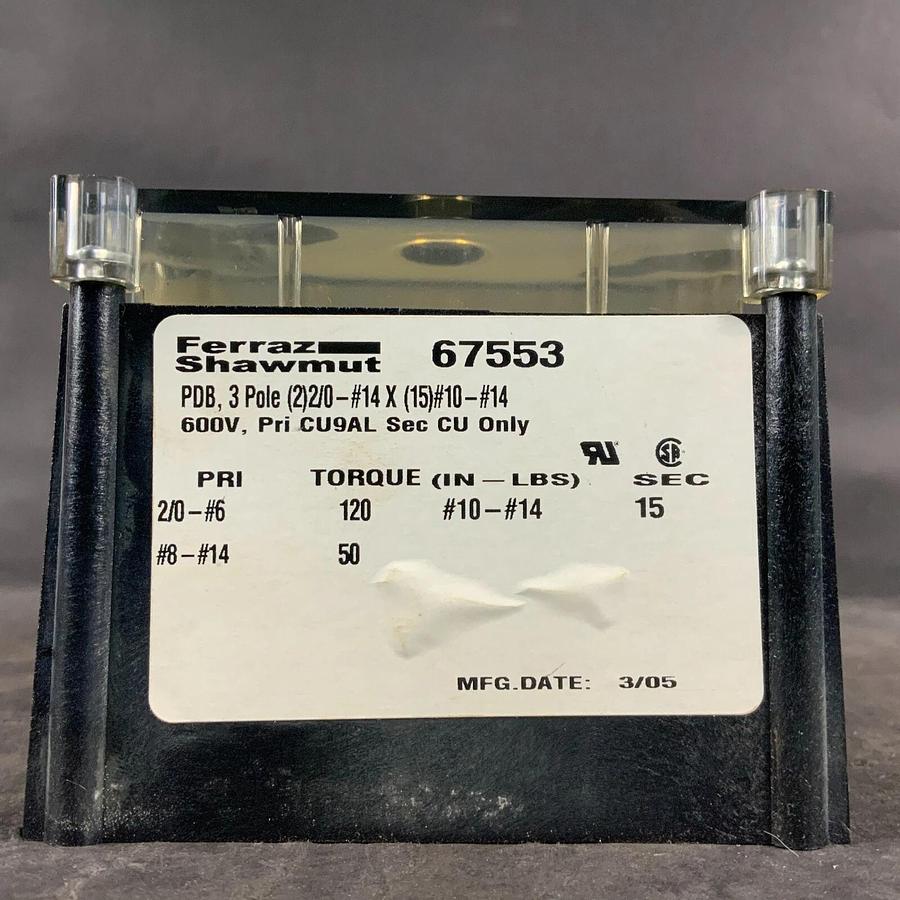 Ferraz Shawmut 67553
PDB, 3 Pole (2)2/0-#14 X (15)#10-#14
600V, Pri CU9AL Sec CU Only
PRI TORQUE (IN-LBS) SEC
2/0-#6 120 #10-#14 15
#8-#14 50
MFG.DATE: 3/05